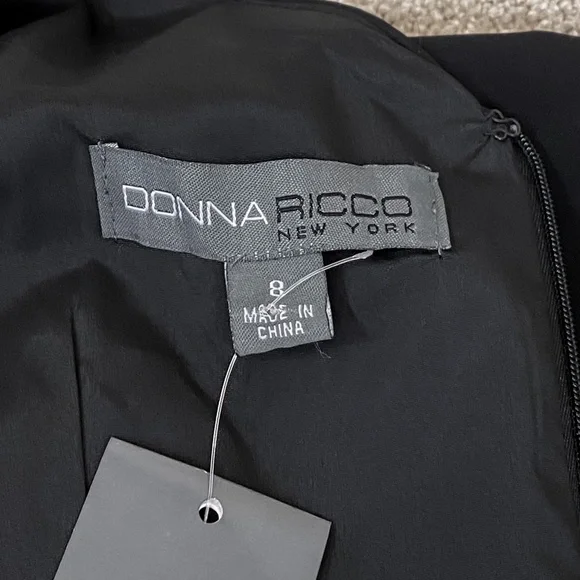 DONNA RICCO
NEW YORK
8
MADE IN
CHINA